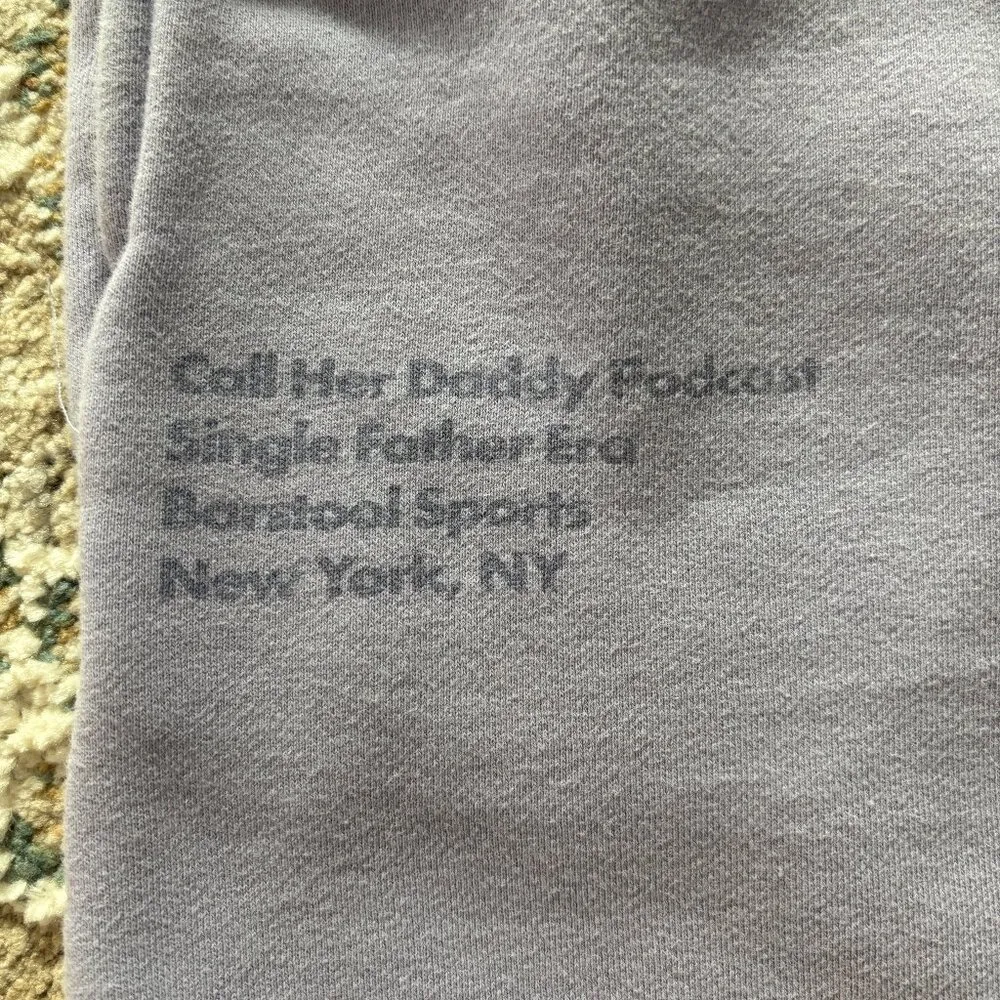 Call Her Daddy Podcast
Single Father Era
Barstool Sports
New York, NY